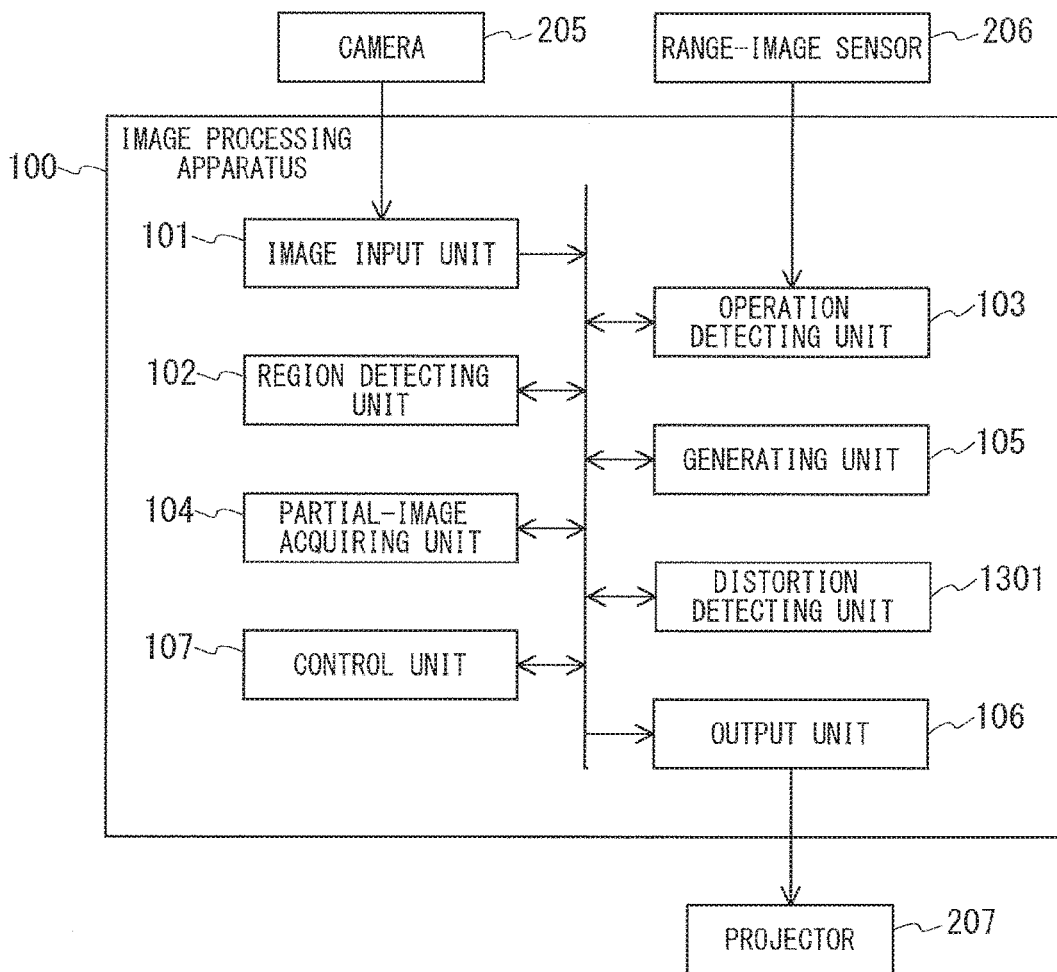 CAMERA
205
RANGE-IMAGE SENSOR
206
IMAGE PROCESSING
APPARATUS
100
101
IMAGE INPUT UNIT
OPERATION
DETECTING UNIT
103
102
REGION DETECTING
UNIT
GENERATING UNIT
105
104
PARTIAL-IMAGE
ACQUIRING UNIT
DISTORTION
DETECTING UNIT
1301
107
CONTROL UNIT
OUTPUT UNIT
106
PROJECTOR
207